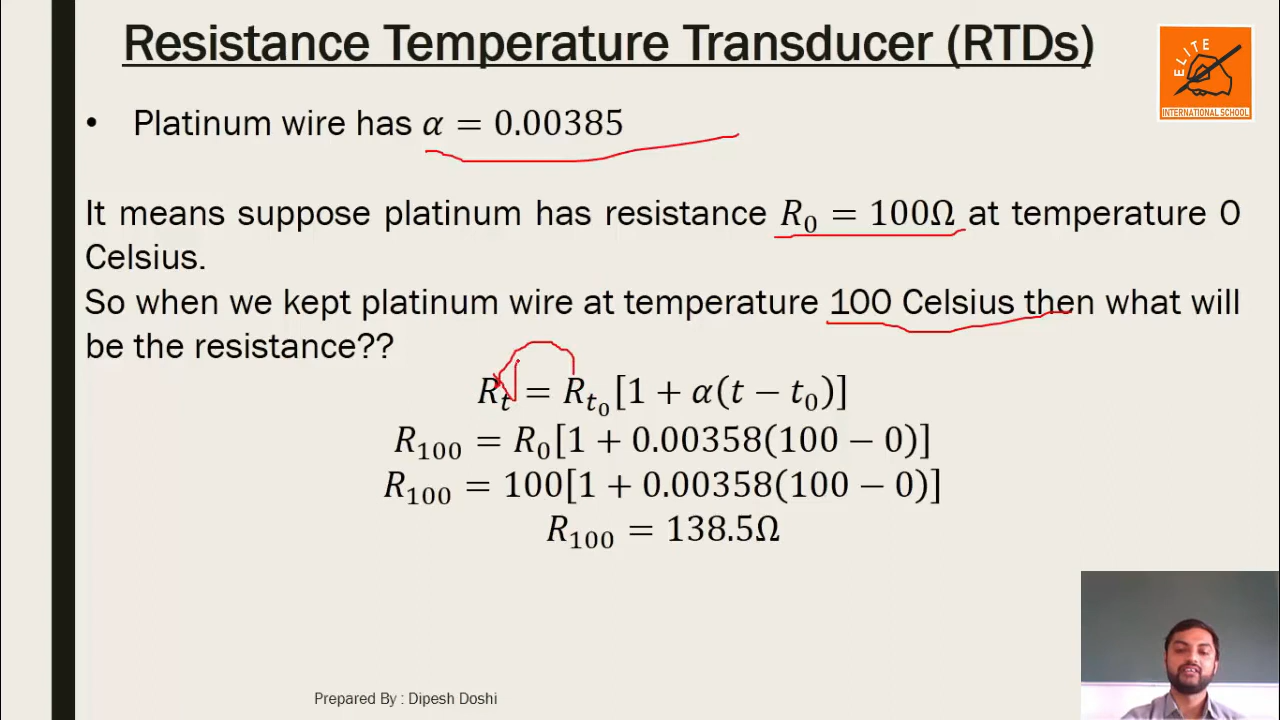 Resistance Temperature Transducer (RTDs)
ELITE
INTERNATIONAL SCHOOL
• Platinum wire has α = 0.00385
It means suppose platinum has resistance R₀ = 100Ω at temperature 0
Celsius.
So when we kept platinum wire at temperature 100 Celsius then what will
be the resistance??
Rₜ = Rₜ₀[1 + α(t − t₀)]
R₁₀₀ = R₀[1 + 0.00358(100 − 0)]
R₁₀₀ = 100[1 + 0.00358(100 − 0)]
R₁₀₀ = 138.5Ω
Prepared By : Dipesh Doshi